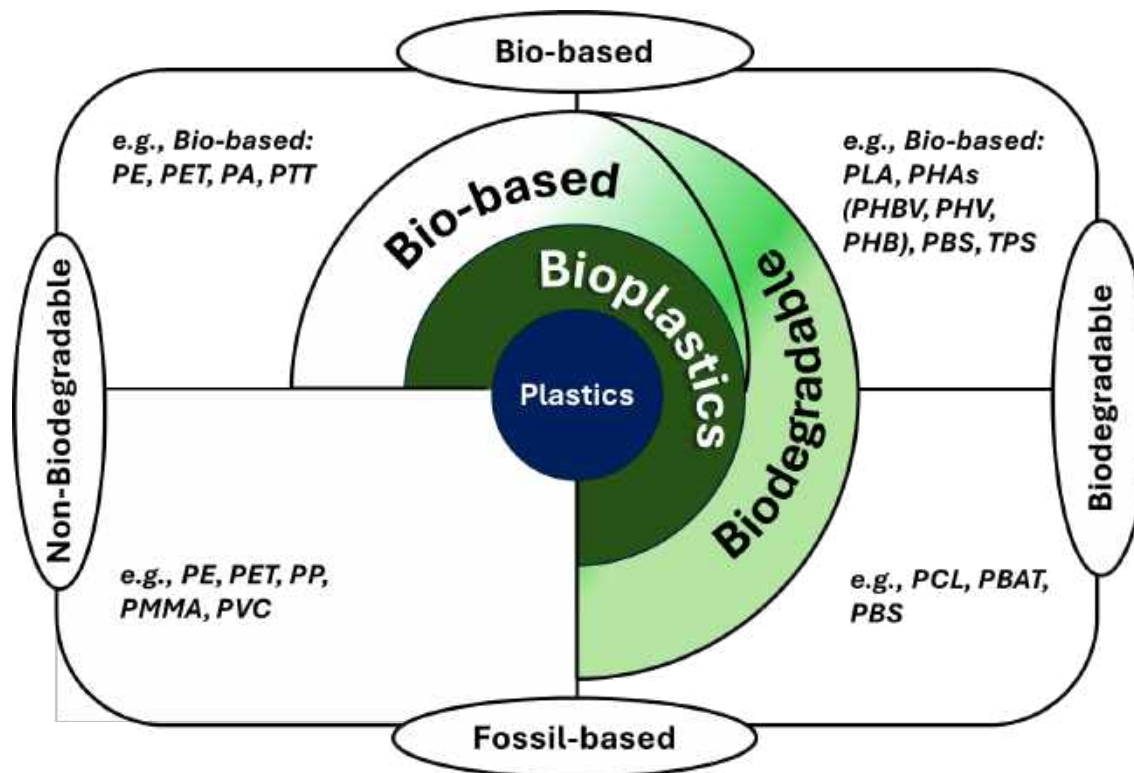 Bio-based
e.g., Bio-based:
PE, PET, PA, PTT
e.g., Bio-based:
PLA, PHAs
(PHBV, PHV,
PHB), PBS, TPS
Bio-based
Bioplastics
Biodegradable
Plastics
Non-Biodegradable
Biodegradable
e.g., PE, PET, PP,
PMMA, PVC
e.g., PCL, PBAT,
PBS
Fossil-based